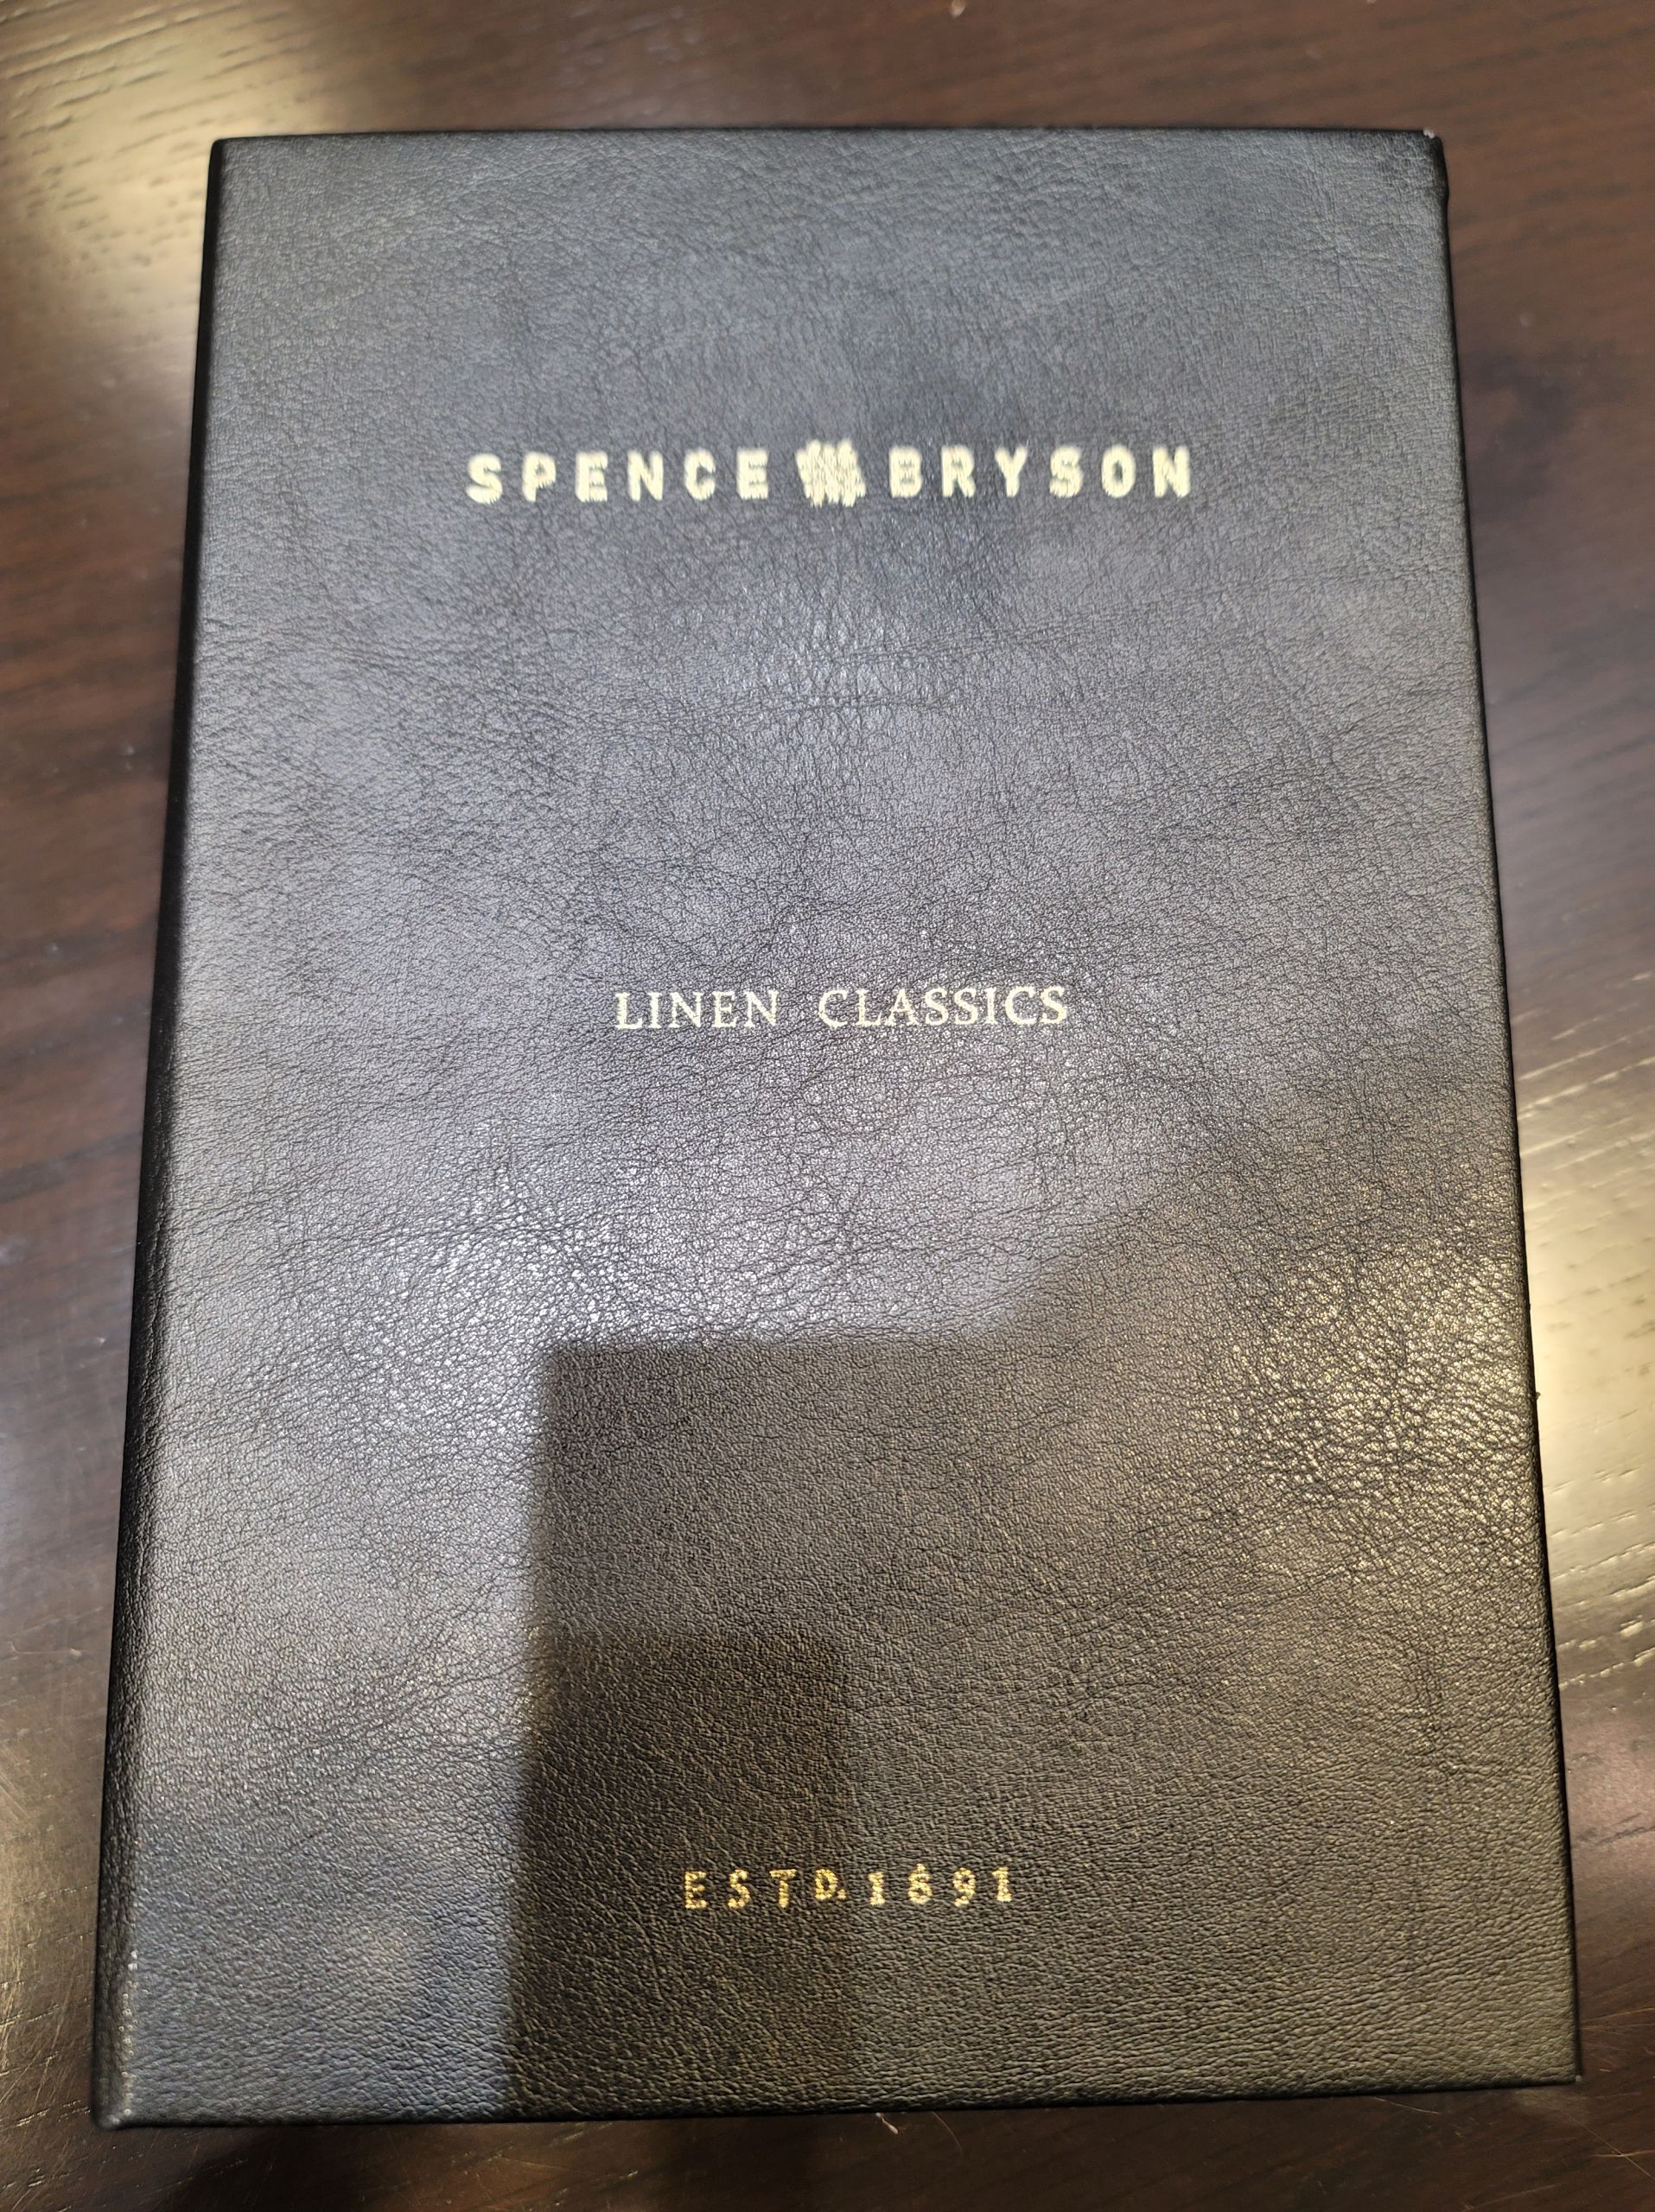 SPENCE BRYSON
LINEN CLASSICS
ESTD. 1891